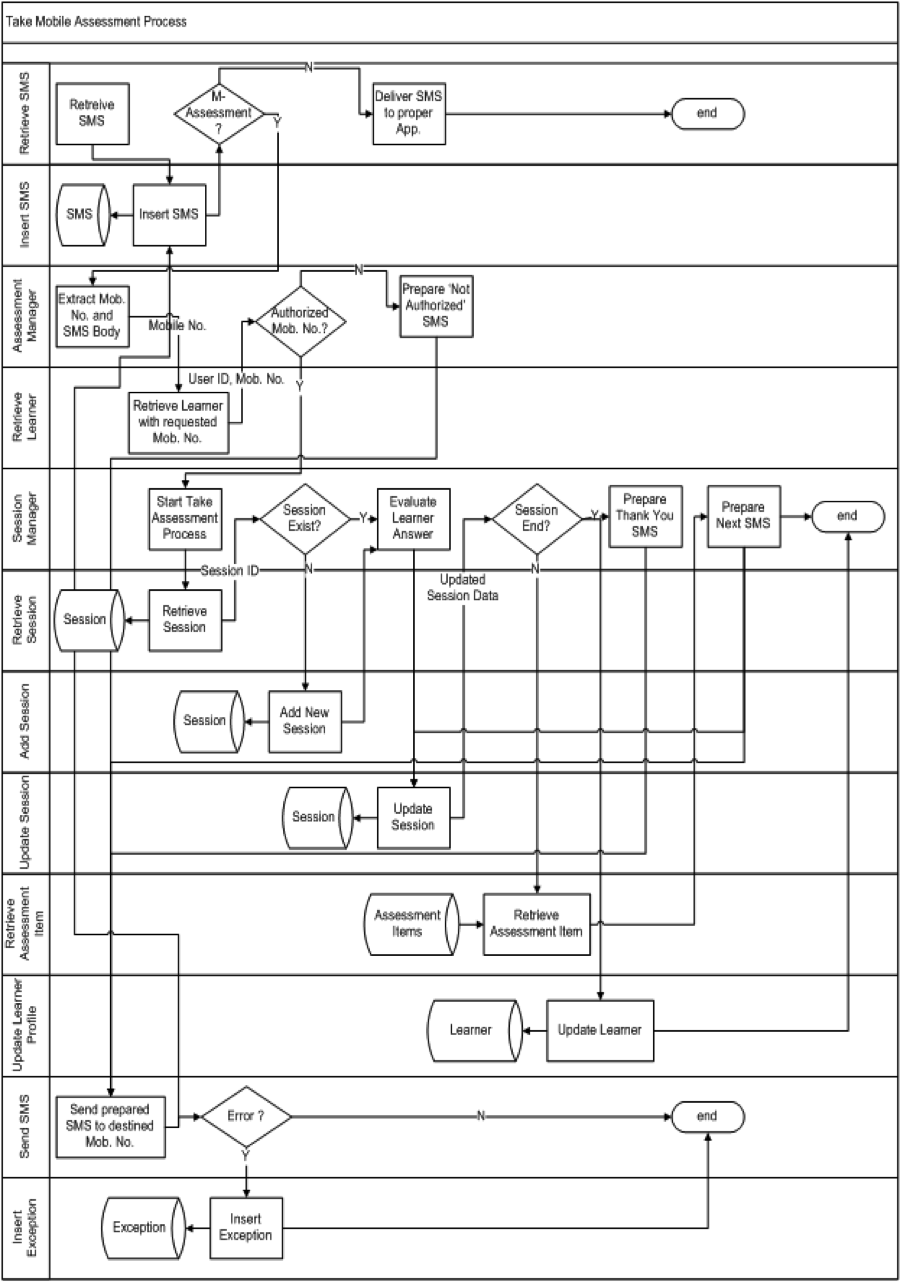 Take Mobile Assessment Process
Retrieve SMS
Retreive
SMS
M-
Assessment
?
N
Y
Deliver SMS
to proper
App.
end
Insert SMS
SMS
Insert SMS
Assessment
Manager
Extract Mob.
No. and
SMS Body
Mobile No.
Authorized
Mob. No.?
N
Y
Prepare 'Not
Authorized'
SMS
Retrieve
Learner
User ID, Mob. No.
Retrieve Learner
with requested
Mob. No.
Session
Manager
Start Take
Assessment
Process
Session
Exist?
Y
N
Evaluate
Learner
Answer
Session
End?
Y
N
Prepare
Thank You
SMS
Prepare
Next SMS
end
Session ID
Updated
Session Data
Retrieve
Session
Session
Retrieve
Session
Add Session
Session
Add New
Session
Update Session
Session
Update
Session
Retrieve
Assessment
Item
Assessment
Items
Retrieve
Assessment Item
Update Learner
Profile
Learner
Update Learner
Send SMS
Send prepared
SMS to destined
Mob. No.
Error ?
N
Y
end
Insert
Exception
Exception
Insert
Exception